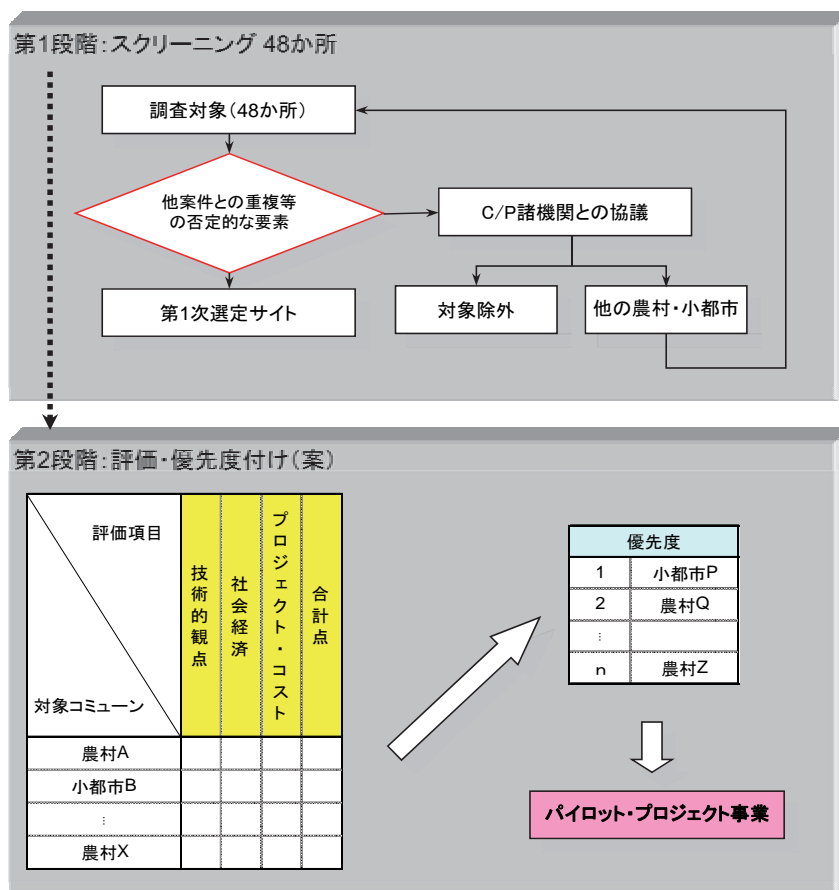 第1段階：スクリーニング 48か所
調査対象（48か所）
他案件との重複等
の否定的な要素
C/P諸機関との協議
第1次選定サイト
対象除外
他の農村・小都市
第2段階：評価・優先度付け（案）
評価項目
対象コミューン
技術的観点
社会経済
プロジェクト・コスト
合計点
農村A
小都市B
⋮
農村X
優先度
1 小都市P
2 農村Q
⋮
n 農村Z
パイロット・プロジェクト事業